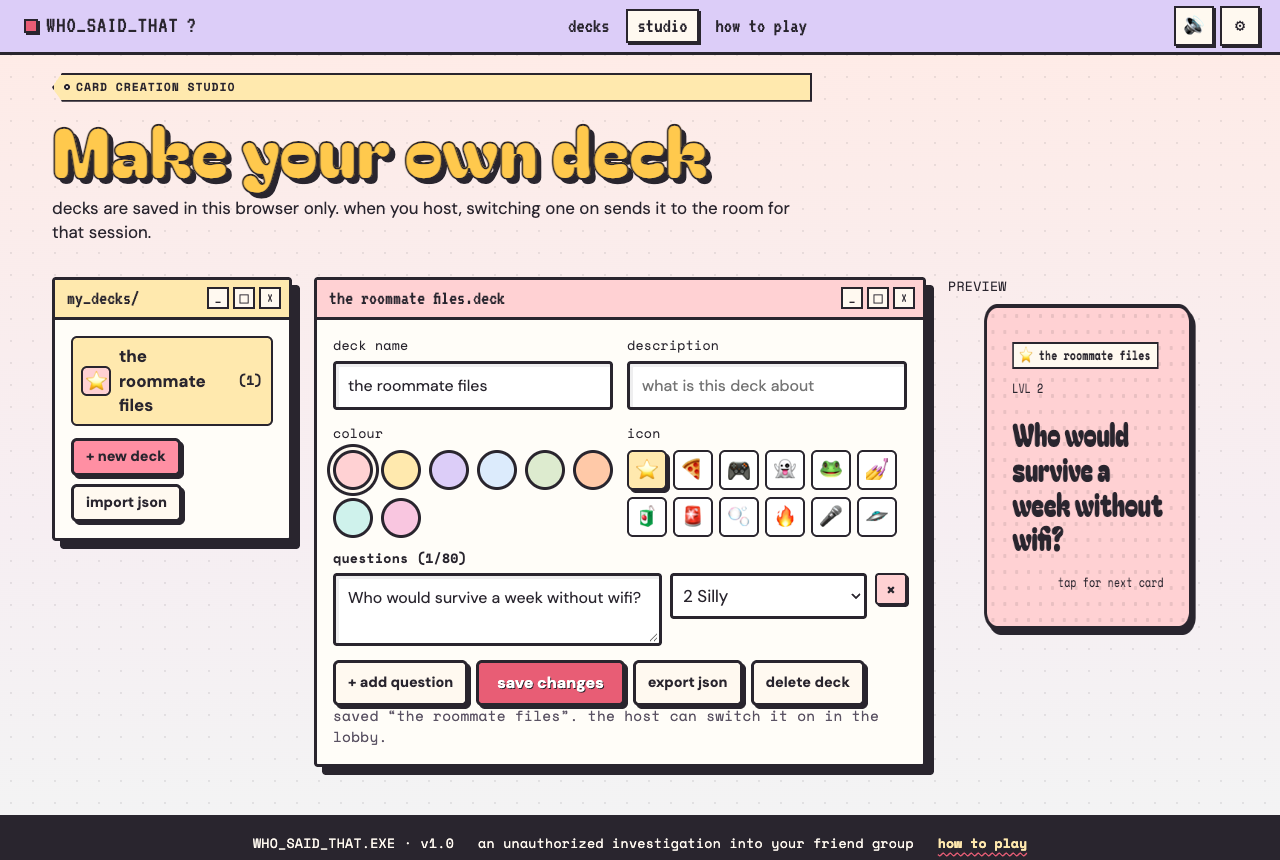 WHO_SAID_THAT ?
decks
studio
how to play
CARD CREATION STUDIO
Make your own deck
decks are saved in this browser only. when you host, switching one on sends it to the room for
that session.
my_decks/
the
roommate
files
(1)
+ new deck
import json
the roommate files.deck
deck name
description
the roommate files
what is this deck about
colour
icon
questions (1/80)
Who would survive a week without wifi?
2 Silly
+ add question
save changes
export json
delete deck
saved “the roommate files”. the host can switch it on in the
lobby.
PREVIEW
the roommate files
LVL 2
Who would
survive a
week without
wifi?
tap for next card
WHO_SAID_THAT.EXE · v1.0
an unauthorized investigation into your friend group
how to play